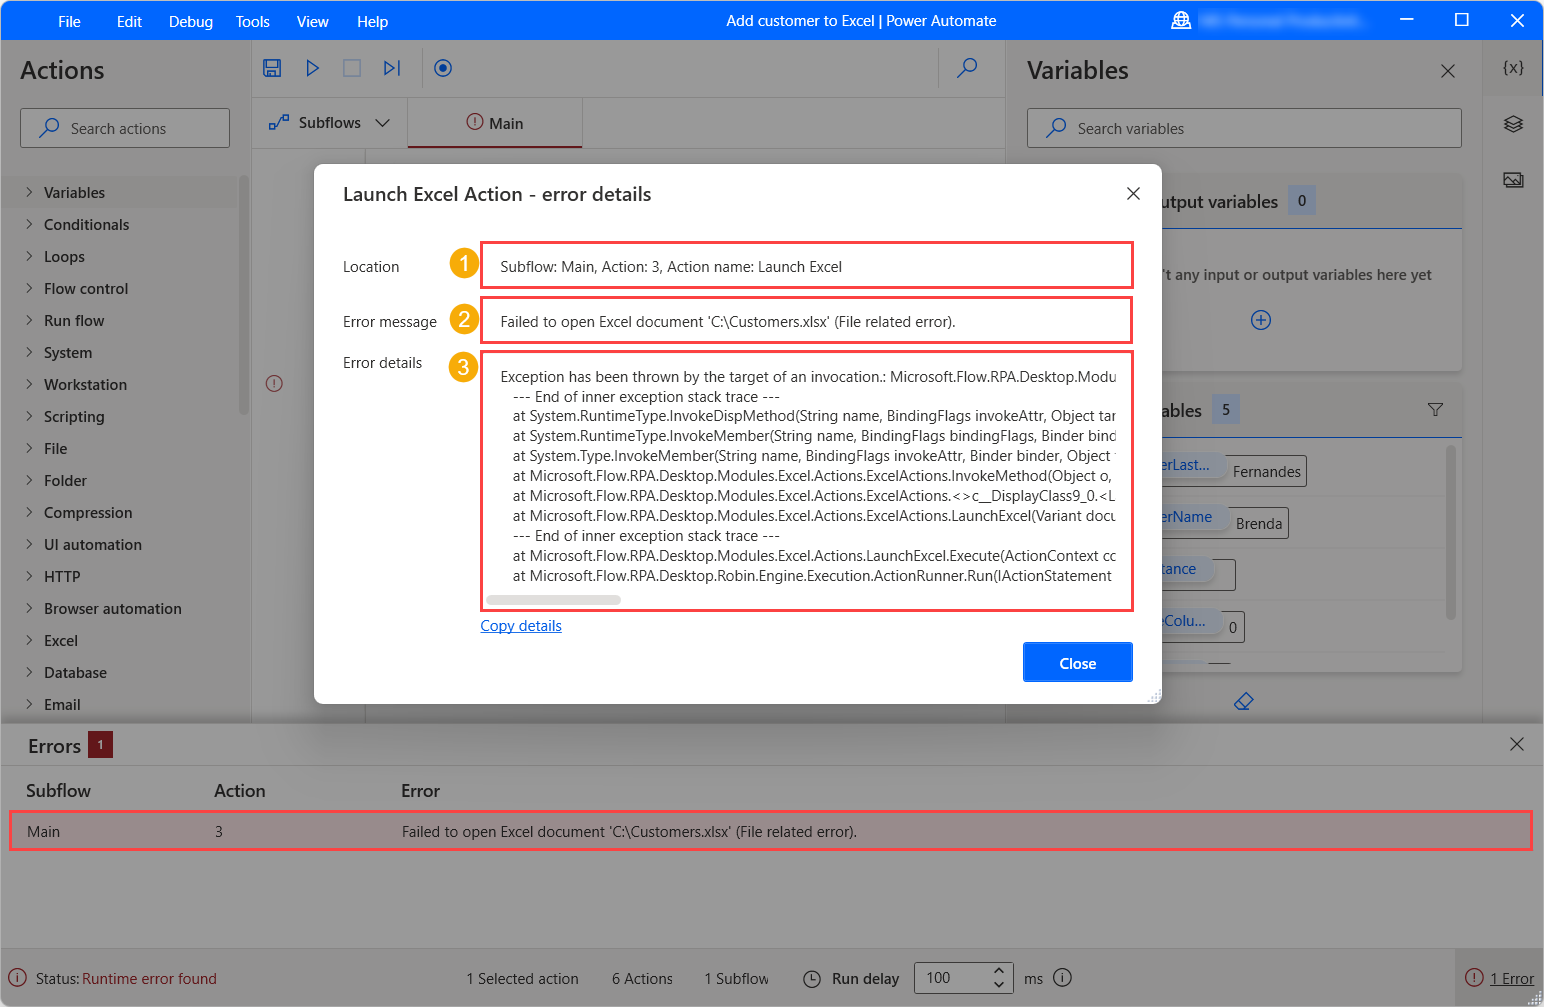 File Edit Debug Tools View Help
Add customer to Excel | Power Automate
Actions
Search actions
Variables
Conditionals
Loops
Flow control
Run flow
System
Workstation
Scripting
File
Folder
Compression
UI automation
HTTP
Browser automation
Excel
Database
Email
Subflows
Main
Variables
{x}
Search variables
utput variables 0
't any input or output variables here yet
ables 5
erLast... Fernandes
erName Brenda
tance
eColu... 0
Launch Excel Action - error details
Location 1 Subflow: Main, Action: 3, Action name: Launch Excel
Error message 2 Failed to open Excel document 'C:\Customers.xlsx' (File related error).
Error details 3
Exception has been thrown by the target of an invocation.: Microsoft.Flow.RPA.Desktop.Modu
--- End of inner exception stack trace ---
at System.RuntimeType.InvokeDispMethod(String name, BindingFlags invokeAttr, Object tar
at System.RuntimeType.InvokeMember(String name, BindingFlags bindingFlags, Binder bind
at System.Type.InvokeMember(String name, BindingFlags invokeAttr, Binder binder, Object
at Microsoft.Flow.RPA.Desktop.Modules.Excel.Actions.ExcelActions.InvokeMethod(Object o,
at Microsoft.Flow.RPA.Desktop.Modules.Excel.Actions.ExcelActions.<>c__DisplayClass9_0.<L
at Microsoft.Flow.RPA.Desktop.Modules.Excel.Actions.ExcelActions.LaunchExcel(Variant docu
--- End of inner exception stack trace ---
at Microsoft.Flow.RPA.Desktop.Modules.Excel.Actions.LaunchExcel.Execute(ActionContext cc
at Microsoft.Flow.RPA.Desktop.Robin.Engine.Execution.ActionRunner.Run(IActionStatement
Copy details
Close
Errors 1
Subflow Action Error
Main 3 Failed to open Excel document 'C:\Customers.xlsx' (File related error).
Status: Runtime error found 1 Selected action 6 Actions 1 Subflow Run delay 100 ms 1 Error